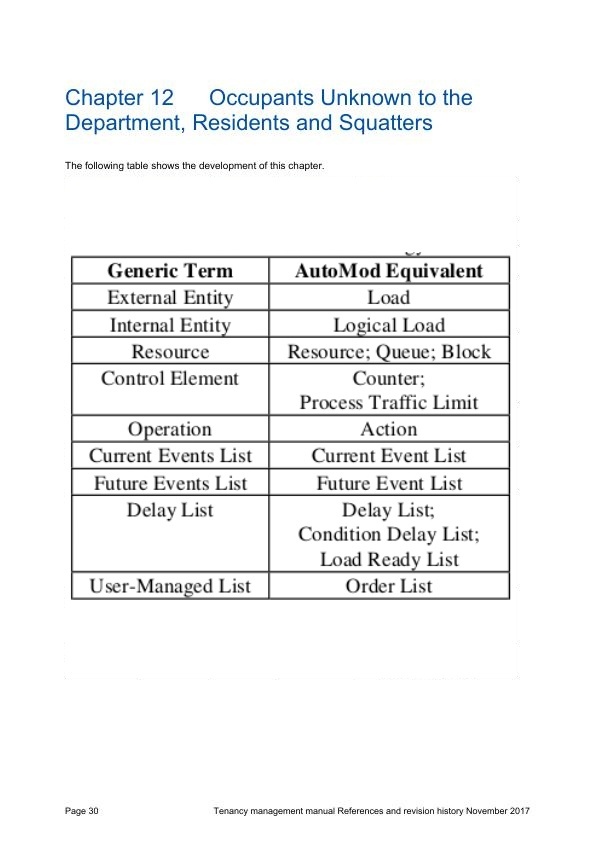 Chapter 12 Occupants Unknown to the
Department, Residents and Squatters
The following table shows the development of this chapter.
Generic Term AutoMod Equivalent
External Entity Load
Internal Entity Logical Load
Resource Resource; Queue; Block
Control Element Counter;
Process Traffic Limit
Operation Action
Current Events List Current Event List
Future Events List Future Event List
Delay List Delay List;
Condition Delay List;
Load Ready List
User-Managed List Order List
Page 30 Tenancy management manual References and revision history November 2017